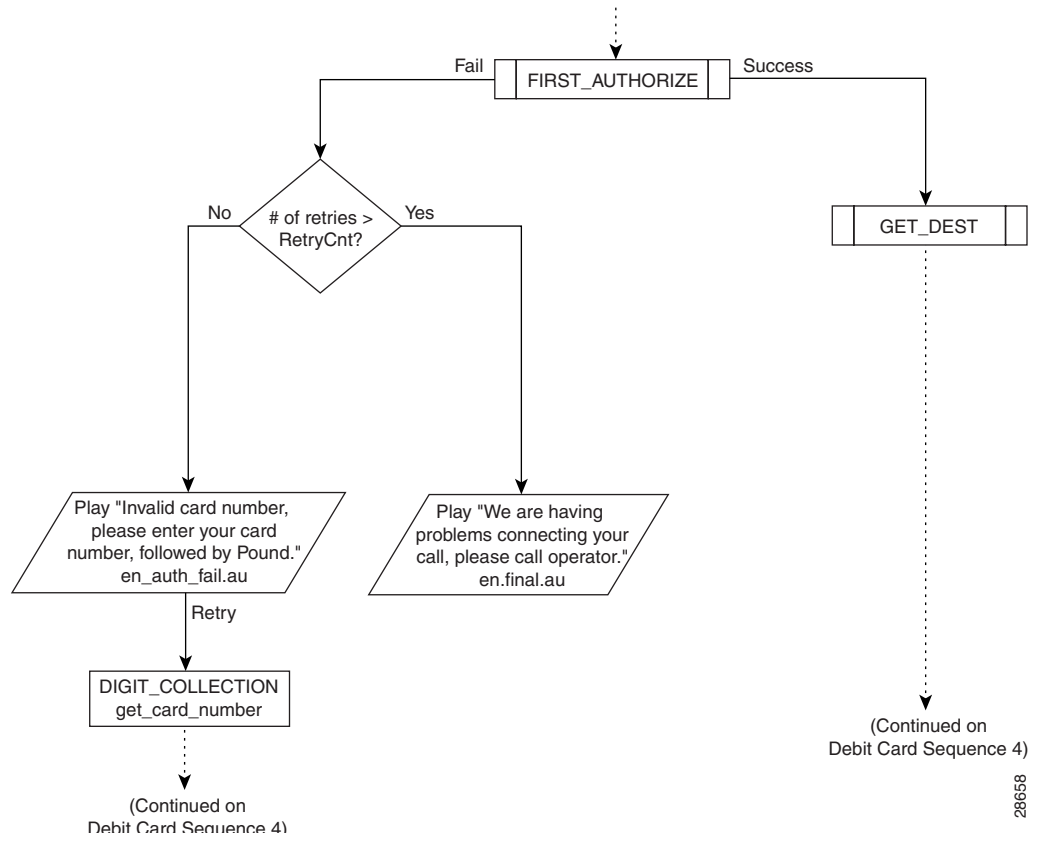 Fail
FIRST_AUTHORIZE
Success
No
# of retries >
RetryCnt?
Yes
GET_DEST
Play "Invalid card number,
please enter your card
number, followed by Pound."
en_auth_fail.au
Play "We are having
problems connecting your
call, please call operator."
en.final.au
Retry
DIGIT_COLLECTION
get_card_number
(Continued on
Debit Card Sequence 4)
(Continued on
Debit Card Sequence 4)
28658